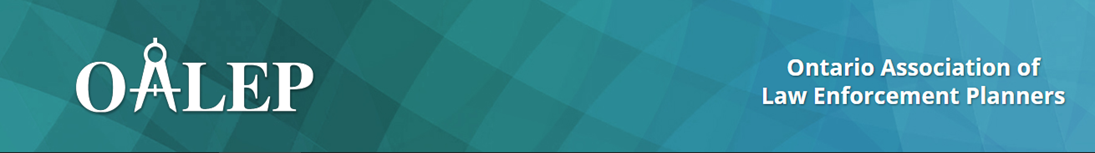 OALEP
Ontario Association of
Law Enforcement Planners